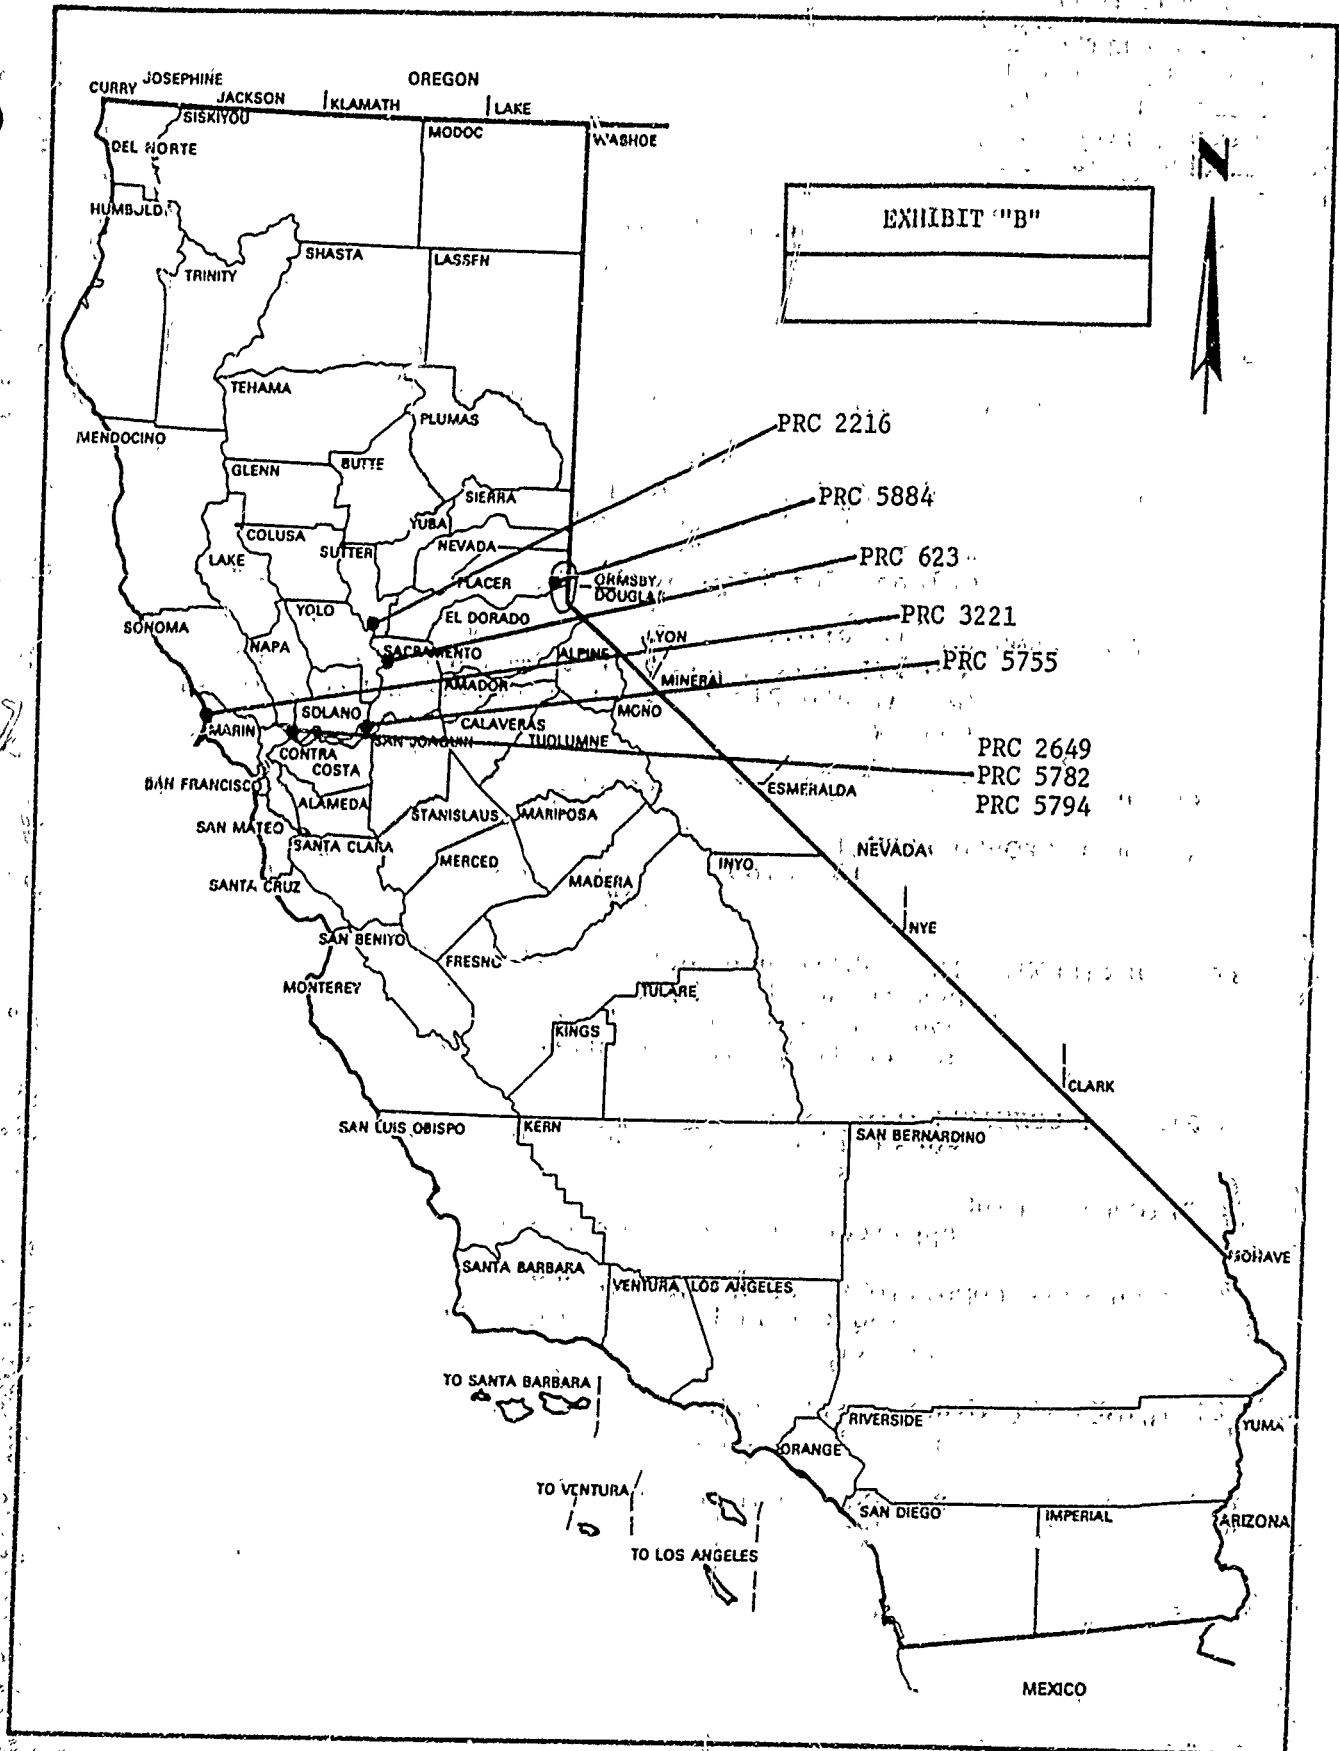 OREGON
CURRY
JOSEPHINE
JACKSON
KLAMATH
LAKE
SISKIYOU
MODOC
WASHOE
DEL NORTE
N
HUMBOLDT
EXHIBIT "B"
SHASTA
LASSEN
TRINITY
TEHAMA
PLUMAS
PRC 2216
MENDOCINO
GLENN
BUTTE
SIERRA
PRC 5884
YUBA
COLUSA
SUTTER
NEVADA
LAKE
PRC 623
PLACER
ORMSBY
DOUGLAS
YOLO
EL DORADO
PRC 3221
SONOMA
NAPA
SACRAMENTO
ALPINE
LYON
PRC 5755
MINERAL
AMADOR
SOLANO
MONO
MARIN
CALAVERAS
SAN JOAQUIN
TUOLUMNE
CONTRA
COSTA
PRC 2649
PRC 5782
PRC 5794
SAN FRANCISCO
ESMERALDA
ALAMEDA
STANISLAUS
MARIPOSA
SAN MATEO
SANTA CLARA
NEVADA
MERCED
INYO
SANTA CRUZ
MADERA
NYE
SAN BENITO
FRESNO
MONTEREY
TULARE
KINGS
CLARK
SAN LUIS OBISPO
KERN
SAN BERNARDINO
MOHAVE
SANTA BARBARA
VENTURA
LOS ANGELES
TO SANTA BARBARA
RIVERSIDE
YUMA
ORANGE
TO VENTURA
SAN DIEGO
IMPERIAL
ARIZONA
TO LOS ANGELES
MEXICO